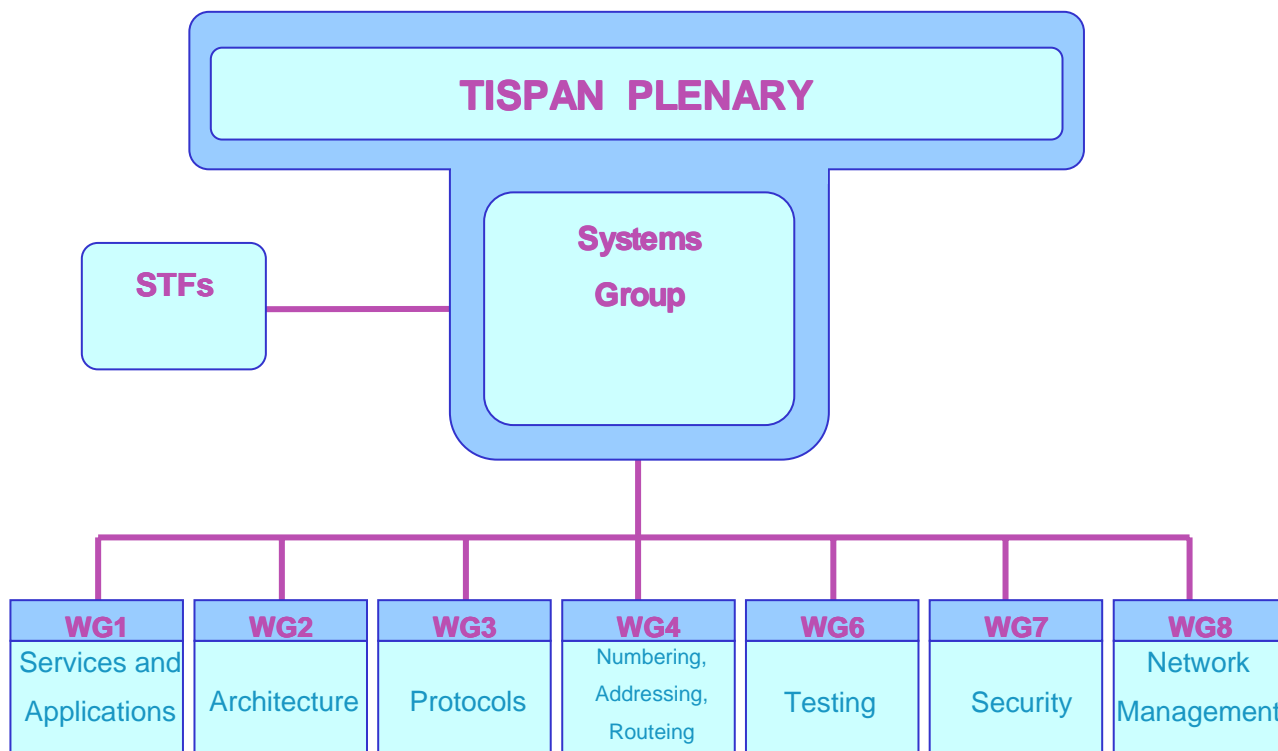 TISPAN PLENARY
Systems
Group
STFs
WG1
Services and
Applications
WG2
Architecture
WG3
Protocols
WG4
Numbering,
Addressing,
Routeing
WG6
Testing
WG7
Security
WG8
Network
Management